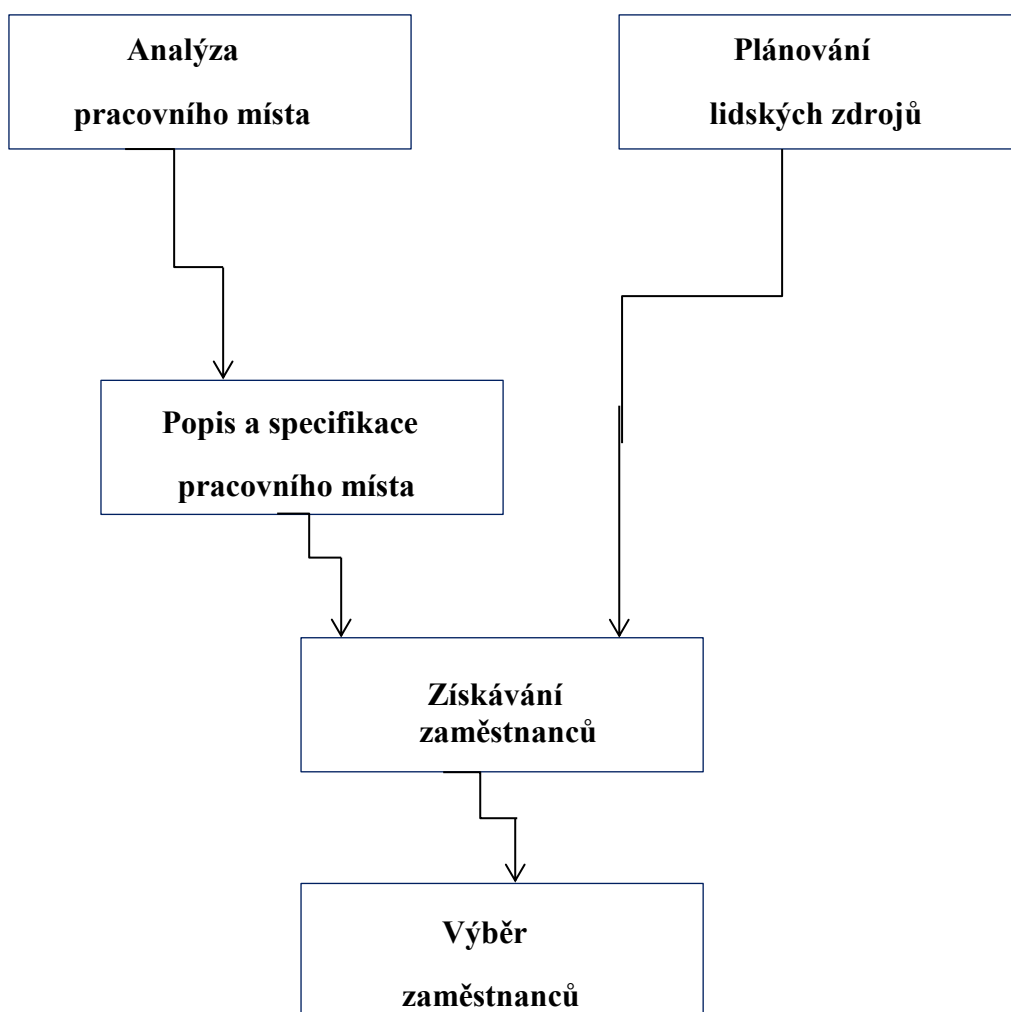 Analýza
pracovního místa
Plánování
lidských zdrojů
Popis a specifikace
pracovního místa
Získávání
zaměstnanců
Výběr
zaměstnanců